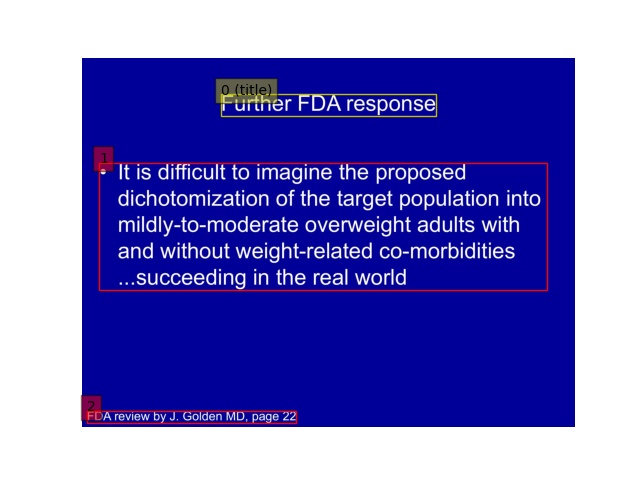 0 (title)
Further FDA response
1
• It is difficult to imagine the proposed
dichotomization of the target population into
mildly-to-moderate overweight adults with
and without weight-related co-morbidities
...succeeding in the real world
2
FDA review by J. Golden MD, page 22